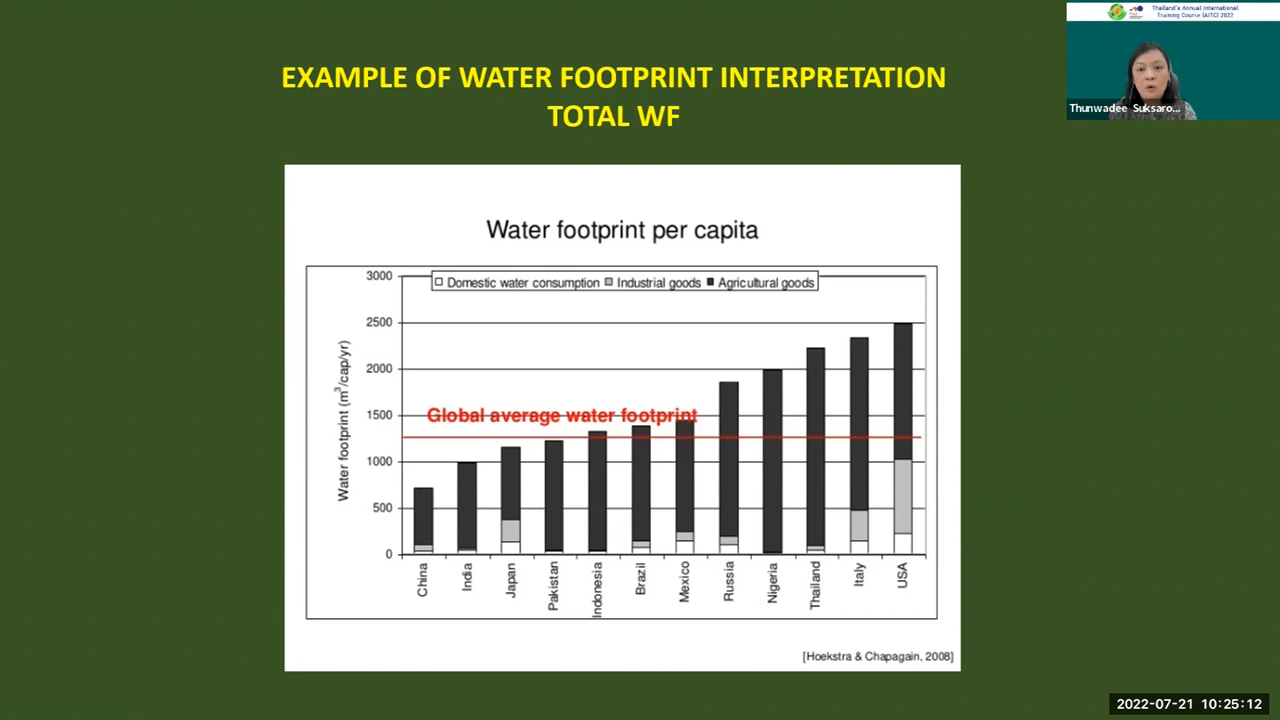 Thailand's Annual International
Training Course (AITC) 2022
Thunwadee Suksaro...
EXAMPLE OF WATER FOOTPRINT INTERPRETATION
TOTAL WF
Water footprint per capita
Domestic water consumption Industrial goods Agricultural goods
Water footprint (m³/cap/yr)
3000
2500
2000
1500
1000
500
0
Global average water footprint
China
India
Japan
Pakistan
Indonesia
Brazil
Mexico
Russia
Nigeria
Thailand
Italy
USA
[Hoekstra & Chapagain, 2008]
2022-07-21 10:25:12